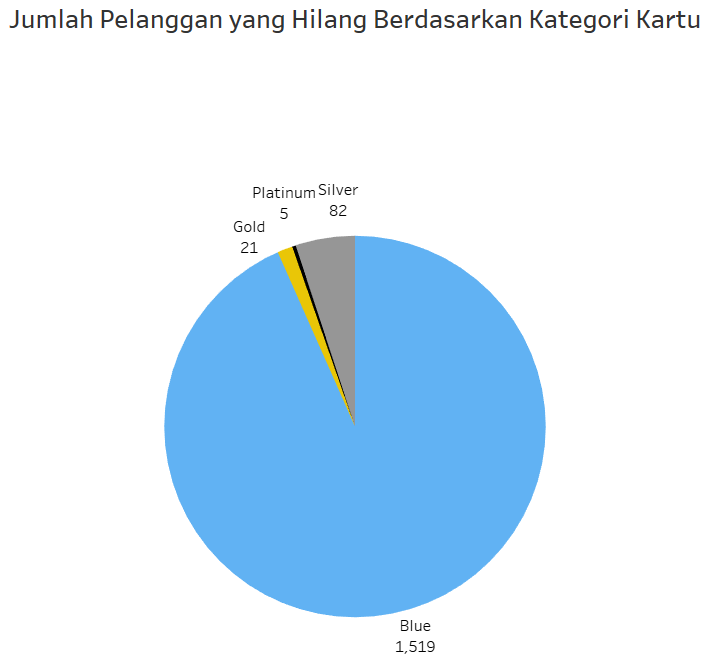 Jumlah Pelanggan yang Hilang Berdasarkan Kategori Kartu
Platinum
5
Silver
82
Gold
21
Blue
1,519